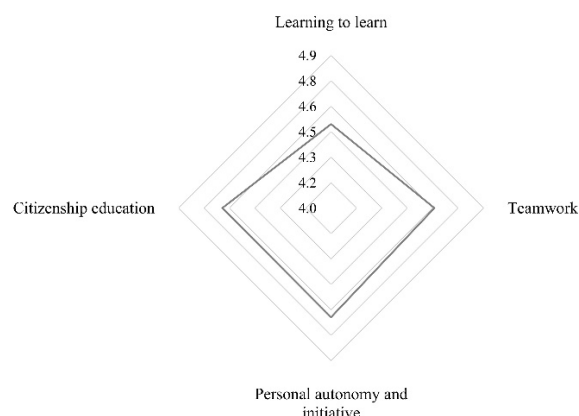 Learning to learn
4.9
4.8
4.6
4.5
4.3
4.2
4.0
Citizenship education
Teamwork
Personal autonomy and
initiative